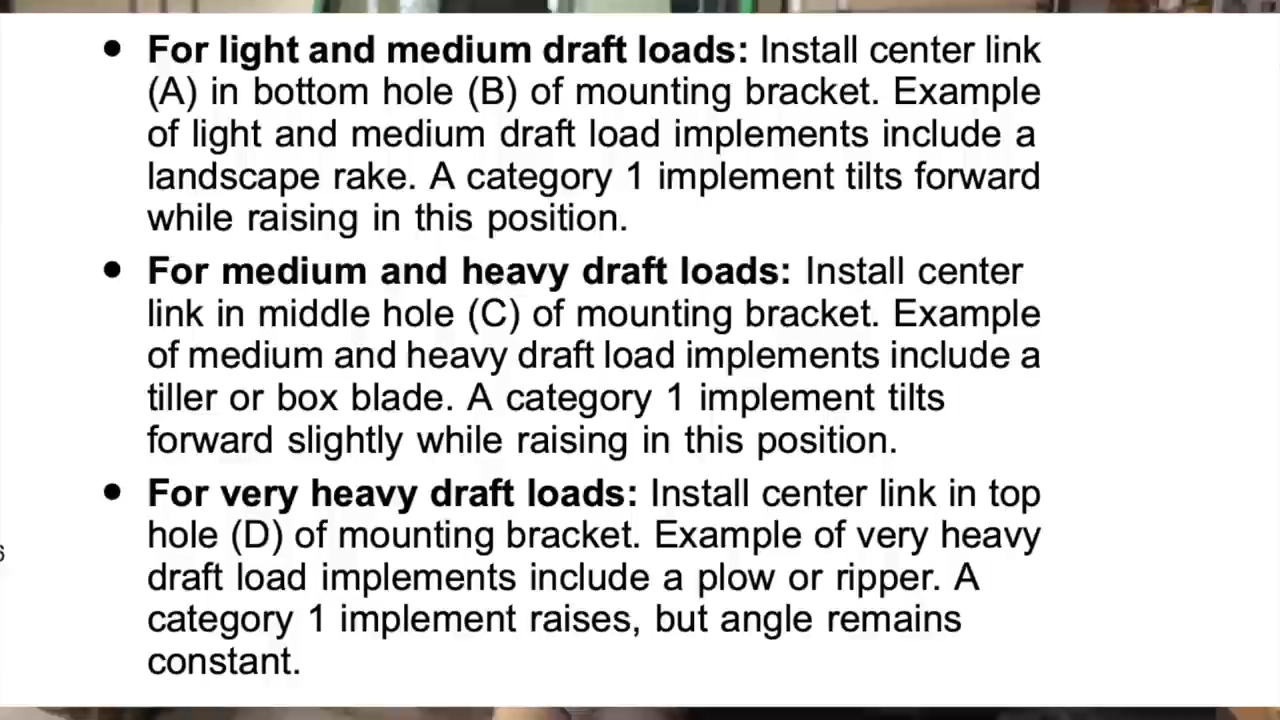 • For light and medium draft loads: Install center link
(A) in bottom hole (B) of mounting bracket. Example
of light and medium draft load implements include a
landscape rake. A category 1 implement tilts forward
while raising in this position.
• For medium and heavy draft loads: Install center
link in middle hole (C) of mounting bracket. Example
of medium and heavy draft load implements include a
tiller or box blade. A category 1 implement tilts
forward slightly while raising in this position.
• For very heavy draft loads: Install center link in top
hole (D) of mounting bracket. Example of very heavy
draft load implements include a plow or ripper. A
category 1 implement raises, but angle remains
constant.